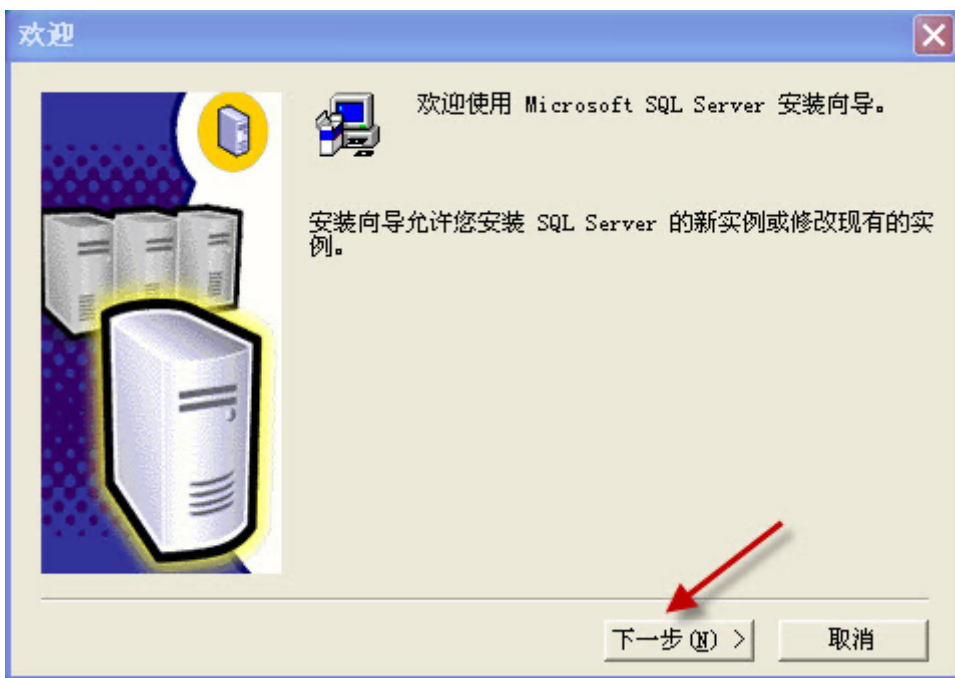 欢迎
欢迎使用 Microsoft SQL Server 安装向导。
安装向导允许您安装 SQL Server 的新实例或修改现有的实
例。
下一步(N) >
取消